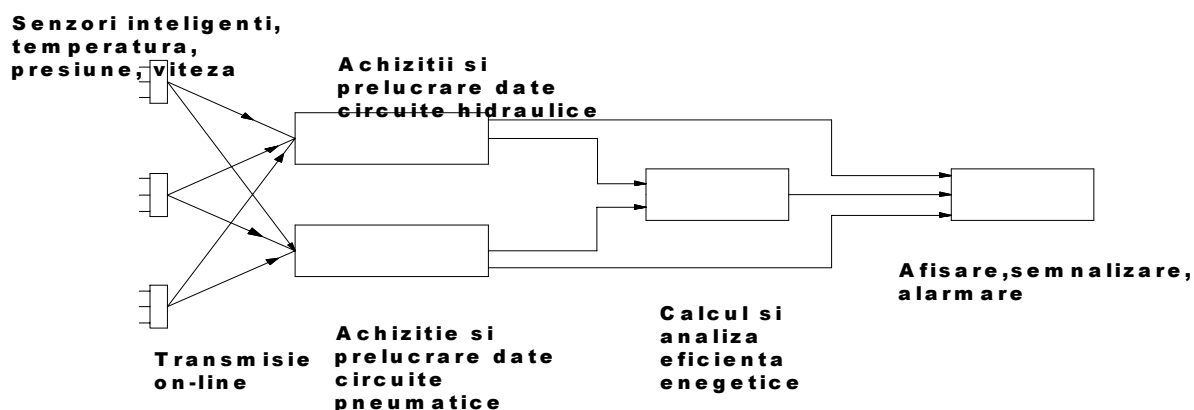 Senzori inteligenti,
temperatura,
presiune, viteza
Achizitii si
prelucrare date
circuite hidraulice
Afisare,semnalizare,
alarmare
Calcul si
analiza
eficienta
enegetice
Achizitie si
prelucrare date
circuite
pneumatice
Transmisie
on-line